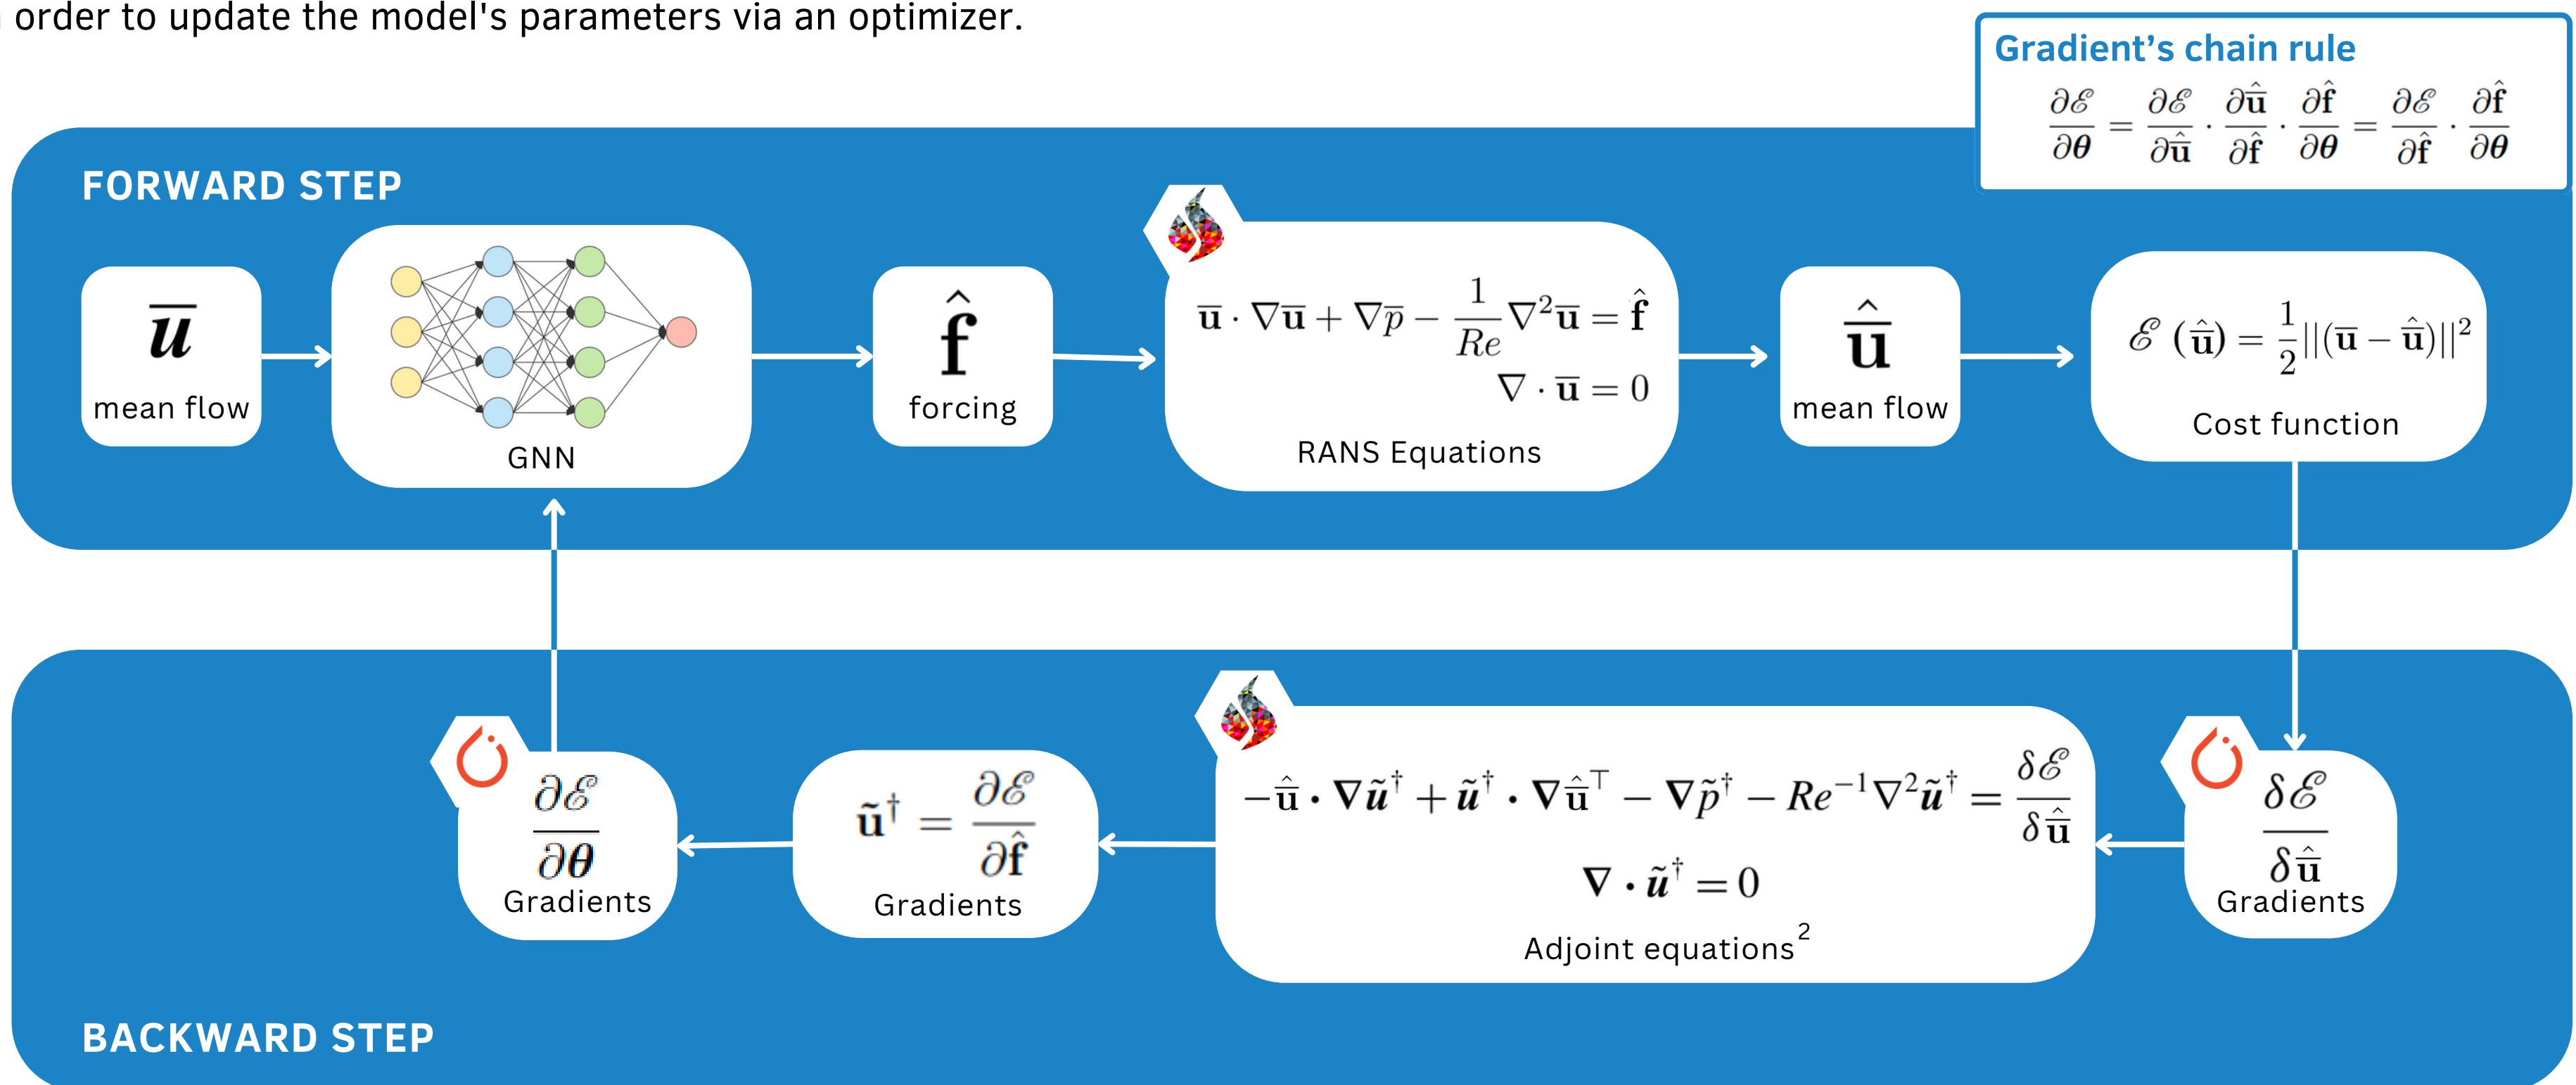 order to update the model's parameters via an optimizer.
Gradient's chain rule
∂ℰ/∂θ = ∂ℰ/∂û̅ · ∂û̅/∂f̂ · ∂f̂/∂θ = ∂ℰ/∂f̂ · ∂f̂/∂θ
FORWARD STEP
u̅
mean flow
GNN
f̂
forcing
u̅ · ∇u̅ + ∇p̅ − 1/Re ∇²u̅ = f̂
∇ · u̅ = 0
RANS Equations
û̅
mean flow
ℰ (û̅) = 1/2 ||(u̅ − û̅)||²
Cost function
∂ℰ/∂θ
Gradients
ũ† = ∂ℰ/∂f̂
Gradients
−û̅ · ∇ũ† + ũ† · ∇û̅⊤ − ∇p̃† − Re⁻¹∇²ũ† = δℰ/δû̅
∇ · ũ† = 0
Adjoint equations²
δℰ/δû̅
Gradients
BACKWARD STEP